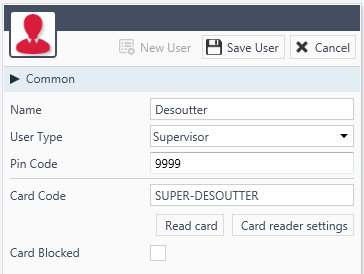 New User Save User Cancel
Common
Name Desoutter
User Type Supervisor
Pin Code 9999
Card Code SUPER-DESOUTTER
Read card Card reader settings
Card Blocked